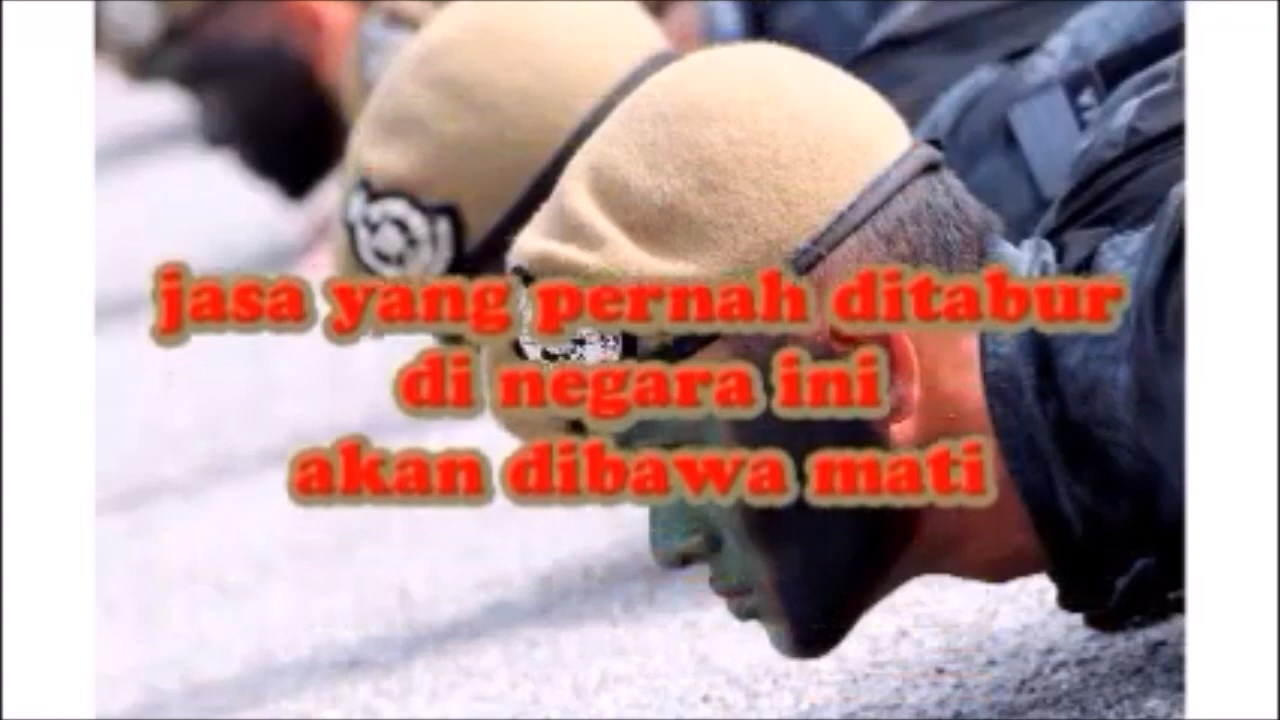 jasa yang pernah ditabur
di negara ini
akan dibawa mati